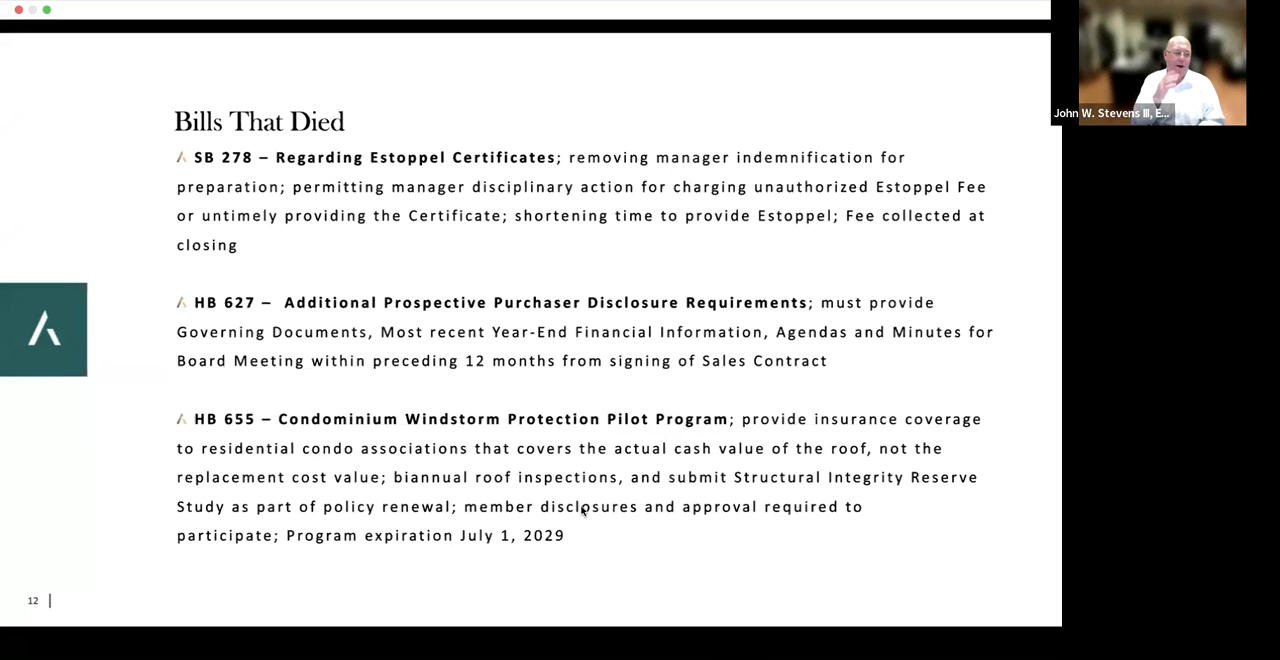 Bills That Died
SB 278 – Regarding Estoppel Certificates; removing manager indemnification for
preparation; permitting manager disciplinary action for charging unauthorized Estoppel Fee
or untimely providing the Certificate; shortening time to provide Estoppel; Fee collected at
closing
HB 627 – Additional Prospective Purchaser Disclosure Requirements; must provide
Governing Documents, Most recent Year-End Financial Information, Agendas and Minutes for
Board Meeting within preceding 12 months from signing of Sales Contract
HB 655 – Condominium Windstorm Protection Pilot Program; provide insurance coverage
to residential condo associations that covers the actual cash value of the roof, not the
replacement cost value; biannual roof inspections, and submit Structural Integrity Reserve
Study as part of policy renewal; member disclosures and approval required to
participate; Program expiration July 1, 2029
12
John W. Stevens III, E...